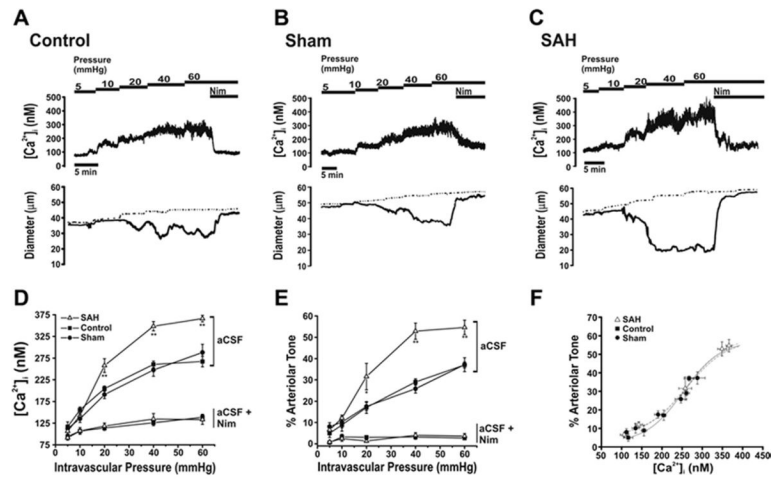 A
Control
Pressure
(mmHg)
5 10 20 40 60
Nim
[Ca²⁺]ᵢ (nM)
500
400
300
200
100
0
5 min
Diameter (μm)
60
50
40
30
20
10
B
Sham
Pressure
(mmHg)
5 10 20 40 60
Nim
[Ca²⁺]ᵢ (nM)
500
400
300
200
100
0
5 min
Diameter (μm)
60
50
40
30
20
10
C
SAH
Pressure
(mmHg)
5 10 20 40 60
Nim
[Ca²⁺]ᵢ (nM)
500
400
300
200
100
0
5 min
Diameter (μm)
60
50
40
30
20
10
D
[Ca²⁺]ᵢ (nM)
375
325
275
225
175
125
75
SAH
Control
Sham
**
**
**
aCSF
aCSF +
Nim
0 10 20 30 40 50 60
Intravascular Pressure (mmHg)
E
% Arteriolar Tone
60
50
40
30
20
10
0
**
**
aCSF
aCSF +
Nim
0 10 20 30 40 50 60
Intravascular Pressure (mmHg)
F
% Arteriolar Tone
70
60
50
40
30
20
10
0
SAH
Control
Sham
50 100 150 200 250 300 350 400 450
[Ca²⁺]ᵢ (nM)